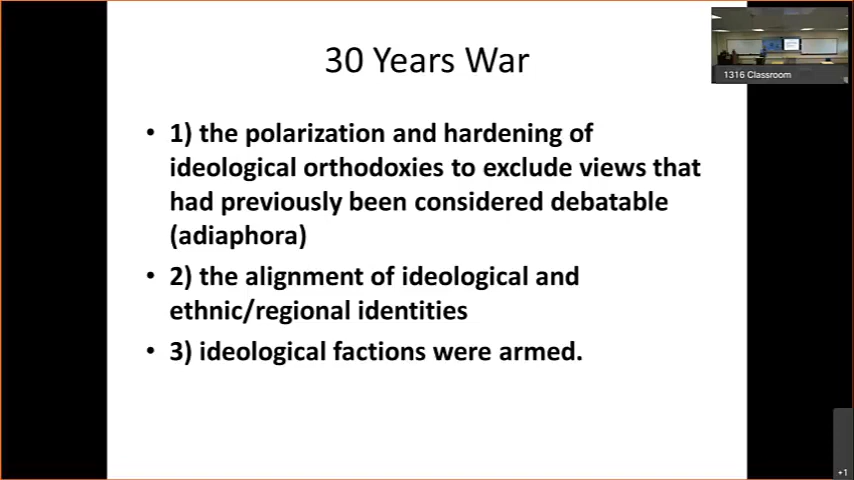 30 Years War
1316 Classroom
• 1) the polarization and hardening of
ideological orthodoxies to exclude views that
had previously been considered debatable
(adiaphora)
• 2) the alignment of ideological and
ethnic/regional identities
• 3) ideological factions were armed.
+1